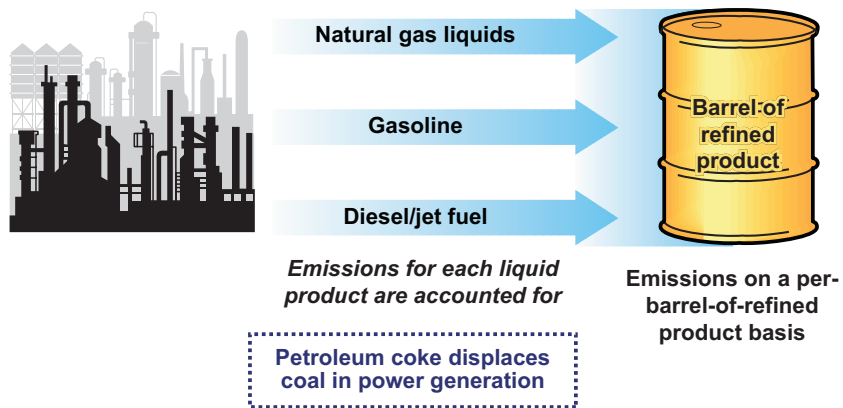 Natural gas liquids
Gasoline
Diesel/jet fuel
Barrel of
refined
product
Emissions for each liquid
product are accounted for
Emissions on a per-
barrel-of-refined
product basis
Petroleum coke displaces
coal in power generation